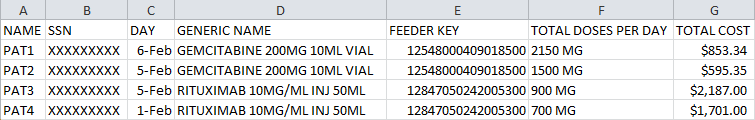 A B C D E F G
NAME SSN DAY GENERIC NAME FEEDER KEY TOTAL DOSES PER DAY TOTAL COST
PAT1 XXXXXXXXX 6-Feb GEMCITABINE 200MG 10ML VIAL 12548000409018500 2150 MG $853.34
PAT2 XXXXXXXXX 5-Feb GEMCITABINE 200MG 10ML VIAL 12548000409018500 1500 MG $595.35
PAT3 XXXXXXXXX 5-Feb RITUXIMAB 10MG/ML INJ 50ML 12847050242005300 900 MG $2,187.00
PAT4 XXXXXXXXX 1-Feb RITUXIMAB 10MG/ML INJ 50ML 12847050242005300 700 MG $1,701.00